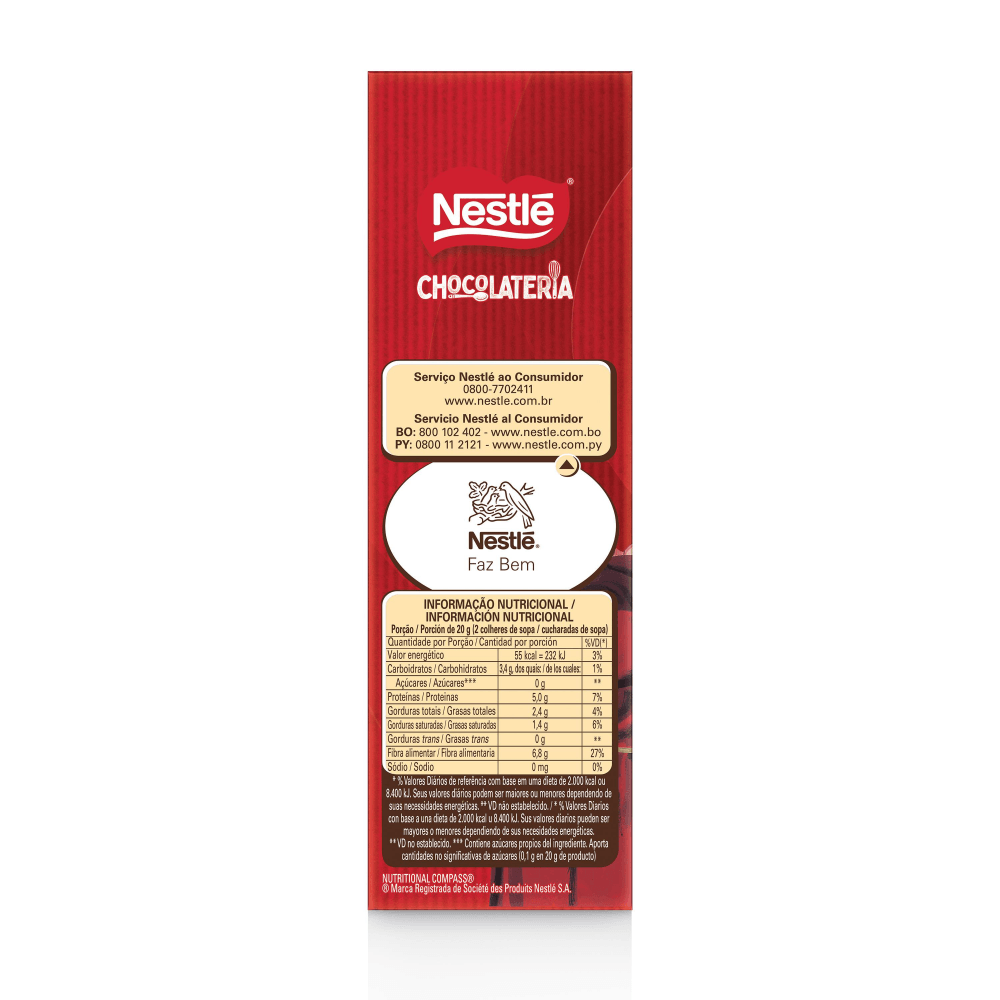 Nestlé®
CHOCOLATERIA
Serviço Nestlé ao Consumidor
0800-7702411
www.nestle.com.br
Servicio Nestlé al Consumidor
BO: 800 102 402 - www.nestle.com.bo
PY: 0800 11 2121 - www.nestle.com.py
Nestlé®
Faz Bem
INFORMAÇÃO NUTRICIONAL /
INFORMACIÓN NUTRICIONAL
Porção / Porción de 20 g (2 colheres de sopa / cucharadas de sopa)
Quantidade por Porção / Cantidad por porción %VD(*)
Valor energético 55 kcal = 232 kJ 3%
Carboidratos / Carbohidratos 3,4 g, dos quais: / de los cuales: 1%
Açúcares / Azúcares*** 0 g **
Proteínas / Proteínas 5,0 g 7%
Gorduras totais / Grasas totales 2,4 g 4%
Gorduras saturadas / Grasas saturadas 1,4 g 6%
Gorduras trans / Grasas trans 0 g **
Fibra alimentar / Fibra alimentaria 6,8 g 27%
Sódio / Sodio 0 mg 0%
* % Valores Diários de referência com base em uma dieta de 2.000 kcal ou
8.400 kJ. Seus valores diários podem ser maiores ou menores dependendo de
suas necessidades energéticas. ** VD não estabelecido. / * % Valores Diarios
con base a una dieta de 2.000 kcal u 8.400 kJ. Sus valores diarios pueden ser
mayores o menores dependiendo de sus necesidades energéticas.
** VD no establecido. *** Contiene azúcares propios del ingrediente. Aporta
cantidades no significativas de azúcares (0,1 g en 20 g de producto)
NUTRITIONAL COMPASS®
® Marca Registrada de Société des Produits Nestlé S.A.